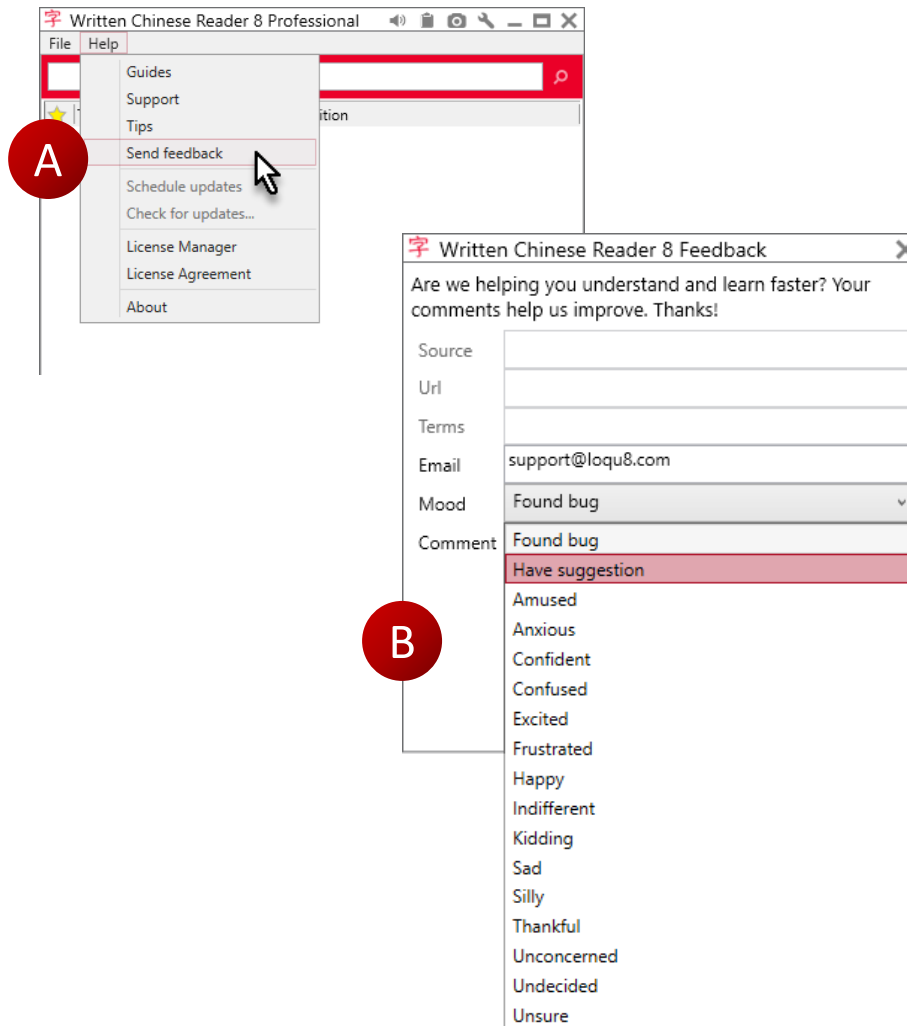 字 Written Chinese Reader 8 Professional
File Help
Guides
Support
Tips
Send feedback
Schedule updates
Check for updates...
License Manager
License Agreement
About
ition
A
字 Written Chinese Reader 8 Feedback
Are we helping you understand and learn faster? Your
comments help us improve. Thanks!
Source
Url
Terms
Email support@loqu8.com
Mood Found bug
Comment Found bug
Have suggestion
Amused
Anxious
Confident
Confused
Excited
Frustrated
Happy
Indifferent
Kidding
Sad
Silly
Thankful
Unconcerned
Undecided
Unsure
B